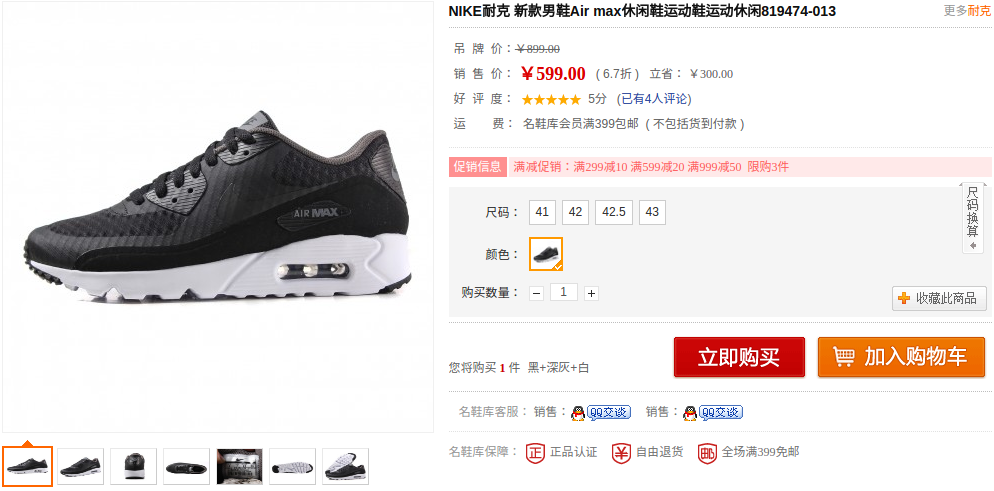 NIKE耐克 新款男鞋Air max休闲鞋运动鞋运动休闲819474-013
更多耐克
吊 牌 价：￥899.00
销 售 价：￥599.00 ( 6.7折 ) 立省：￥300.00
好 评 度： 5分 (已有4人评论)
运 费： 名鞋库会员满399包邮 ( 不包括货到付款 )
促销信息 满减促销：满299减10 满599减20 满999减50 限购3件
尺码换算
尺码： 41 42 42.5 43
颜色：
购买数量： − 1 +
收藏此商品
AIR MAX
您将购买 1 件 黑+深灰+白
立即购买 加入购物车
名鞋库客服： 销售： QQ交谈 销售： QQ交谈
名鞋库保障： 正 正品认证 ￥ 自由退货 邮 全场满399免邮